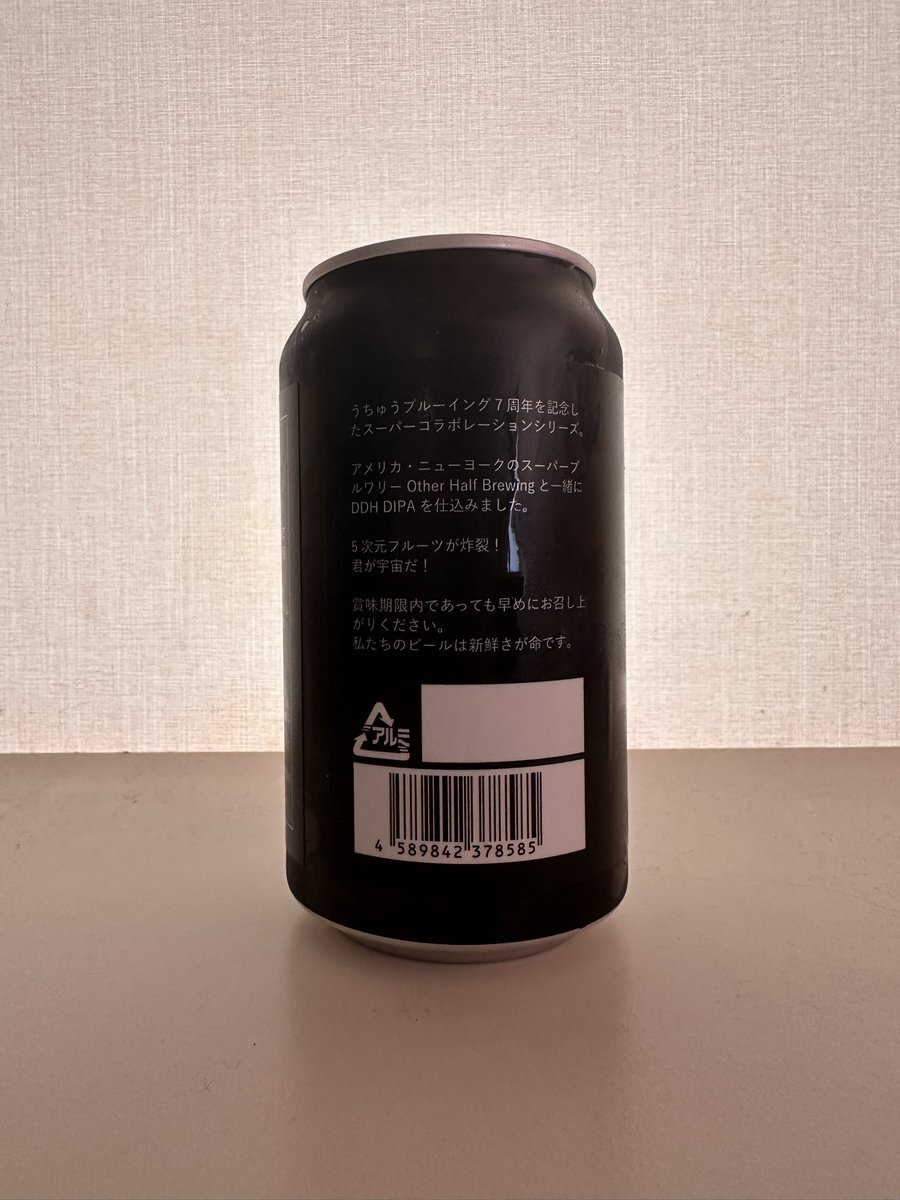 うちゅうブルーイング7周年を記念し
たスーパーコラボレーションシリーズ。
アメリカ・ニューヨークのスーパーブ
ルワリー Other Half Brewing と一緒に
DDH DIPA を仕込みました。
5次元フルーツが炸裂！
君が宇宙だ！
賞味期限内であっても早めにお召し上
がりください。
私たちのビールは新鮮さが命です。
アルミ
4 589842 378585